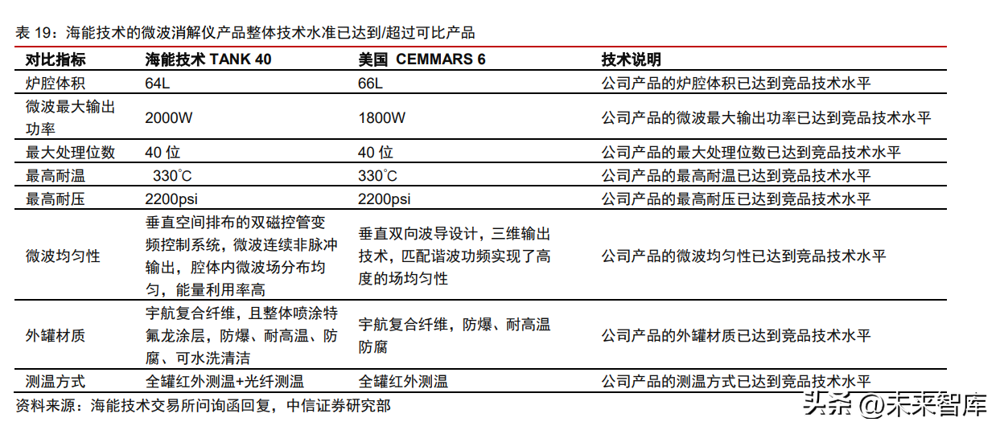 表 19：海能技术的微波消解仪产品整体技术水准已达到/超过可比产品
对比指标 海能技术 TANK 40 美国 CEMMARS 6 技术说明
炉腔体积 64L 66L 公司产品的炉腔体积已达到竞品技术水平
微波最大输出
功率 2000W 1800W 公司产品的微波最大输出功率已达到竞品技术水平
最大处理位数 40 位 40 位 公司产品的最大处理位数已达到竞品技术水平
最高耐温 330℃ 330℃ 公司产品的最高耐温已达到竞品技术水平
最高耐压 2200psi 2200psi 公司产品的最高耐压已达到竞品技术水平
微波均匀性
垂直空间排布的双磁控管变
频控制系统，微波连续非脉冲
输出，腔体内微波场分布均
匀，能量利用率高
垂直双向波导设计，三维输出
技术，匹配谐波功频实现了高
度的场均匀性
公司产品的微波均匀性已达到竞品技术水平
外罐材质
宇航复合纤维，且整体喷涂特
氟龙涂层，防爆、耐高温、防
腐、可水洗清洁
宇航复合纤维，防爆、耐高温
防腐
公司产品的外罐材质已达到竞品技术水平
测温方式 全罐红外测温+光纤测温 全罐红外测温 公司产品的测温方式已达到竞品技术水平
资料来源：海能技术交易所问询函回复，中信证券研究部
头条 @未来智库